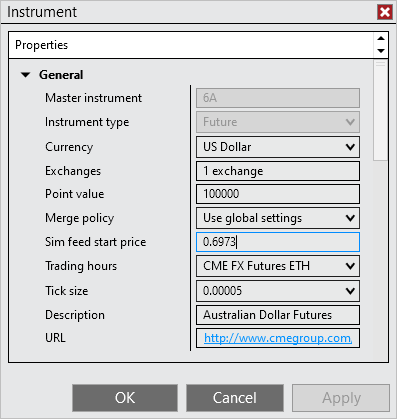 Instrument
Properties
General
Master instrument 6A
Instrument type Future
Currency US Dollar
Exchanges 1 exchange
Point value 100000
Merge policy Use global settings
Sim feed start price 0.6973
Trading hours CME FX Futures ETH
Tick size 0.00005
Description Australian Dollar Futures
URL http://www.cmegroup.com/
OK Cancel Apply